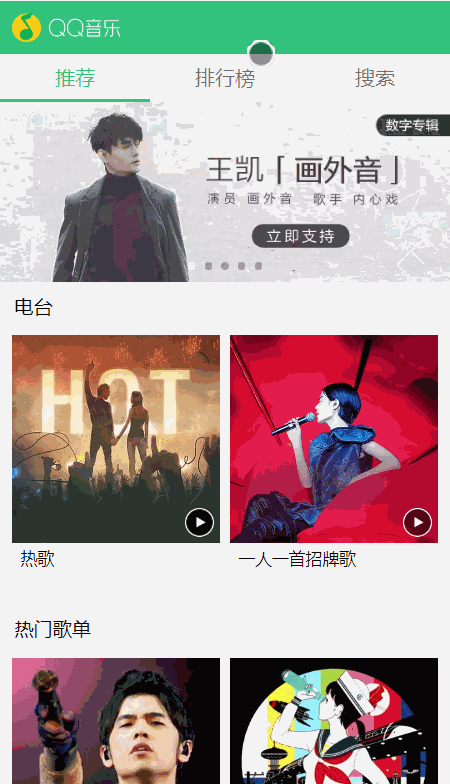 QQ音乐
推荐 排行榜 搜索
数字专辑
王凯「画外音」
演员 画外音 歌手 内心戏
立即支持
电台
HOT
热歌
一人一首招牌歌
热门歌单